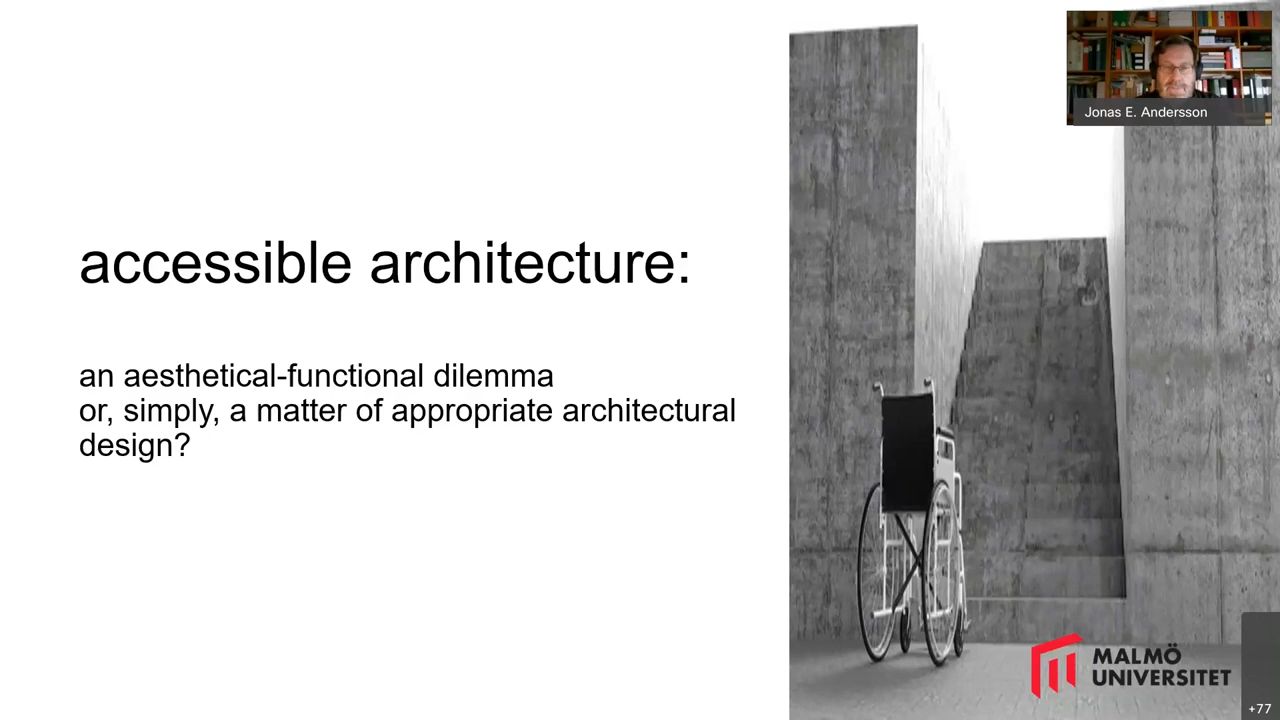 accessible architecture:
an aesthetical-functional dilemma
or, simply, a matter of appropriate architectural
design?
Jonas E. Andersson
MALMÖ
UNIVERSITET
+77